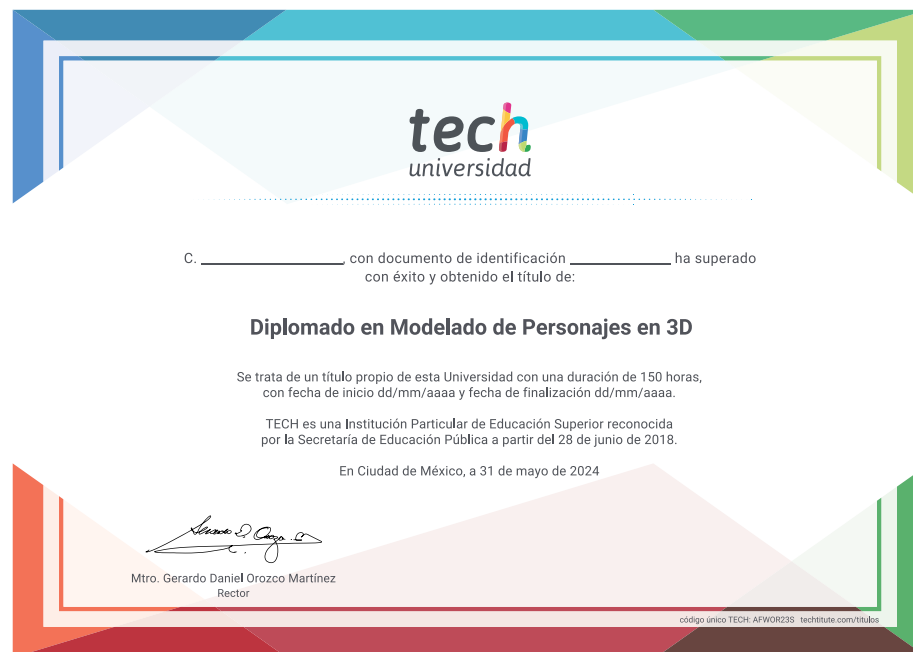 tech
universidad
C. ____________, con documento de identificación ____________ ha superado
con éxito y obtenido el título de:
Diplomado en Modelado de Personajes en 3D
Se trata de un título propio de esta Universidad con una duración de 150 horas,
con fecha de inicio dd/mm/aaaa y fecha de finalización dd/mm/aaaa.
TECH es una Institución Particular de Educación Superior reconocida
por la Secretaría de Educación Pública a partir del 28 de junio de 2018.
En Ciudad de México, a 31 de mayo de 2024
Mtro. Gerardo Daniel Orozco Martínez
Rector
código único TECH: AFWOR23S techtitute.com/titulos